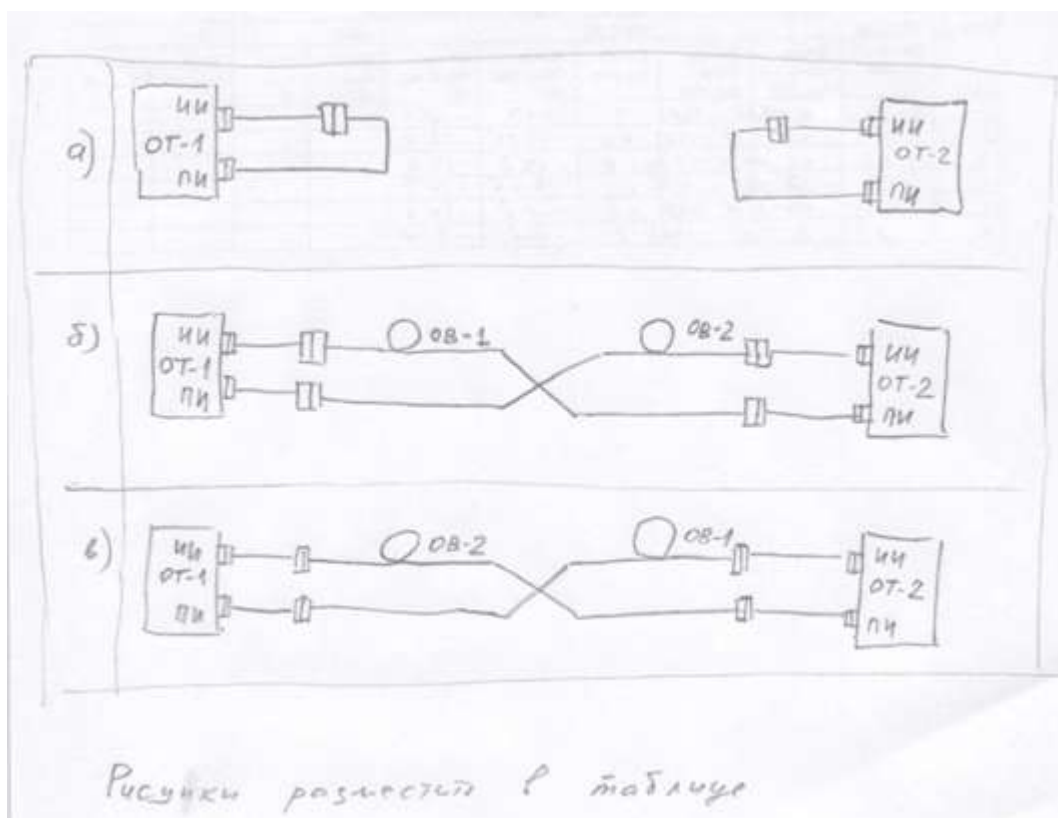 а)
ИИ
ОТ-1
ПИ
ИИ
ОТ-2
ПИ
б)
ИИ
ОТ-1
ПИ
ОВ-1
ОВ-2
ИИ
ОТ-2
ПИ
в)
ИИ
ОТ-1
ПИ
ОВ-2
ОВ-1
ИИ
ОТ-2
ПИ
Рисунки разместить в таблице